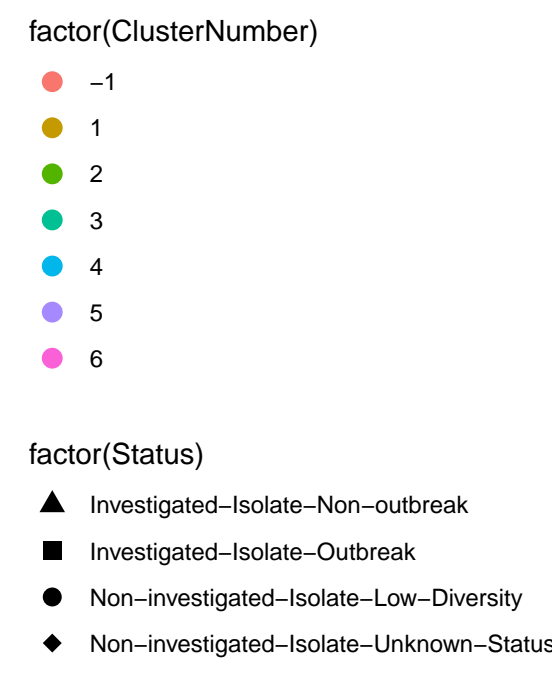 factor(ClusterNumber)
−1
1
2
3
4
5
6
factor(Status)
Investigated−Isolate−Non−outbreak
Investigated−Isolate−Outbreak
Non−investigated−Isolate−Low−Diversity
Non−investigated−Isolate−Unknown−Status